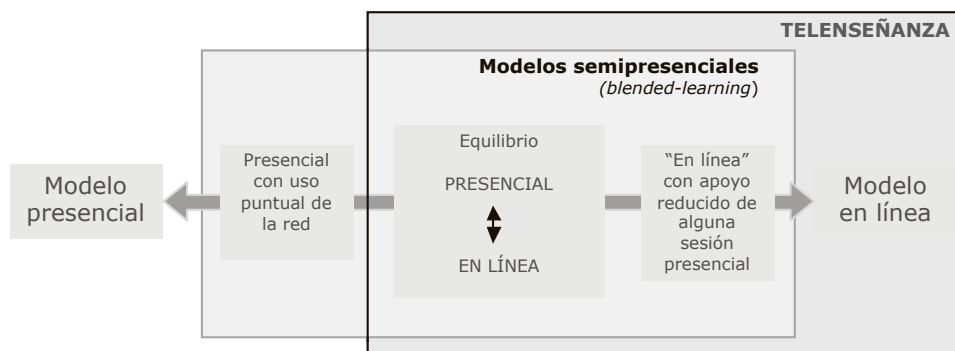 TELENSEÑANZA
Modelos semipresenciales
(blended-learning)
Modelo
presencial
Presencial
con uso
puntual de
la red
Equilibrio
PRESENCIAL
EN LÍNEA
“En línea”
con apoyo
reducido de
alguna
sesión
presencial
Modelo
en línea